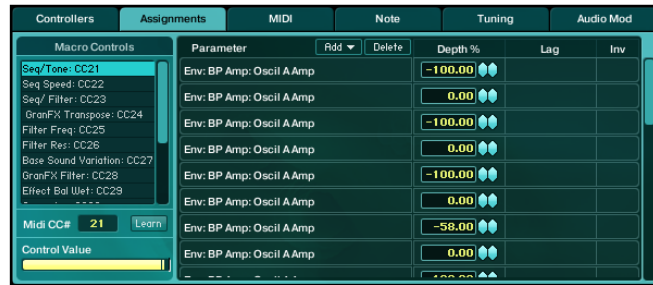 Controllers Assignments MIDI Note Tuning Audio Mod
Macro Controls
Seq/Tone: CC21
Seq Speed: CC22
Seq/ Filter: CC23
GranFX Transpose: CC24
Filter Freq: CC25
Filter Res: CC26
Base Sound Variation: CC27
GranFX Filter: CC28
Effect Bal Wet: CC29
Midi CC# 21 Learn
Control Value
Parameter Add Delete Depth % Lag Inv
Env: BP Amp: Oscil A Amp -100.00
Env: BP Amp: Oscil A Amp 0.00
Env: BP Amp: Oscil A Amp -100.00
Env: BP Amp: Oscil A Amp 0.00
Env: BP Amp: Oscil A Amp -100.00
Env: BP Amp: Oscil A Amp 0.00
Env: BP Amp: Oscil A Amp -58.00
Env: BP Amp: Oscil A Amp 0.00